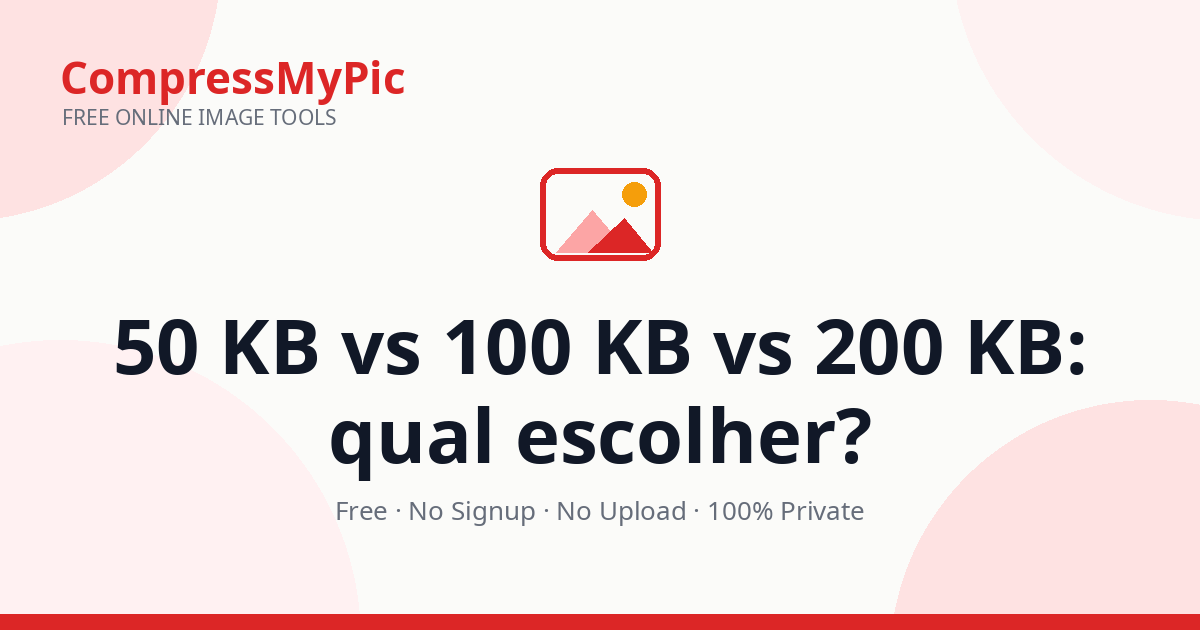 CompressMyPic
FREE ONLINE IMAGE TOOLS
50 KB vs 100 KB vs 200 KB:
qual escolher?
Free · No Signup · No Upload · 100% Private